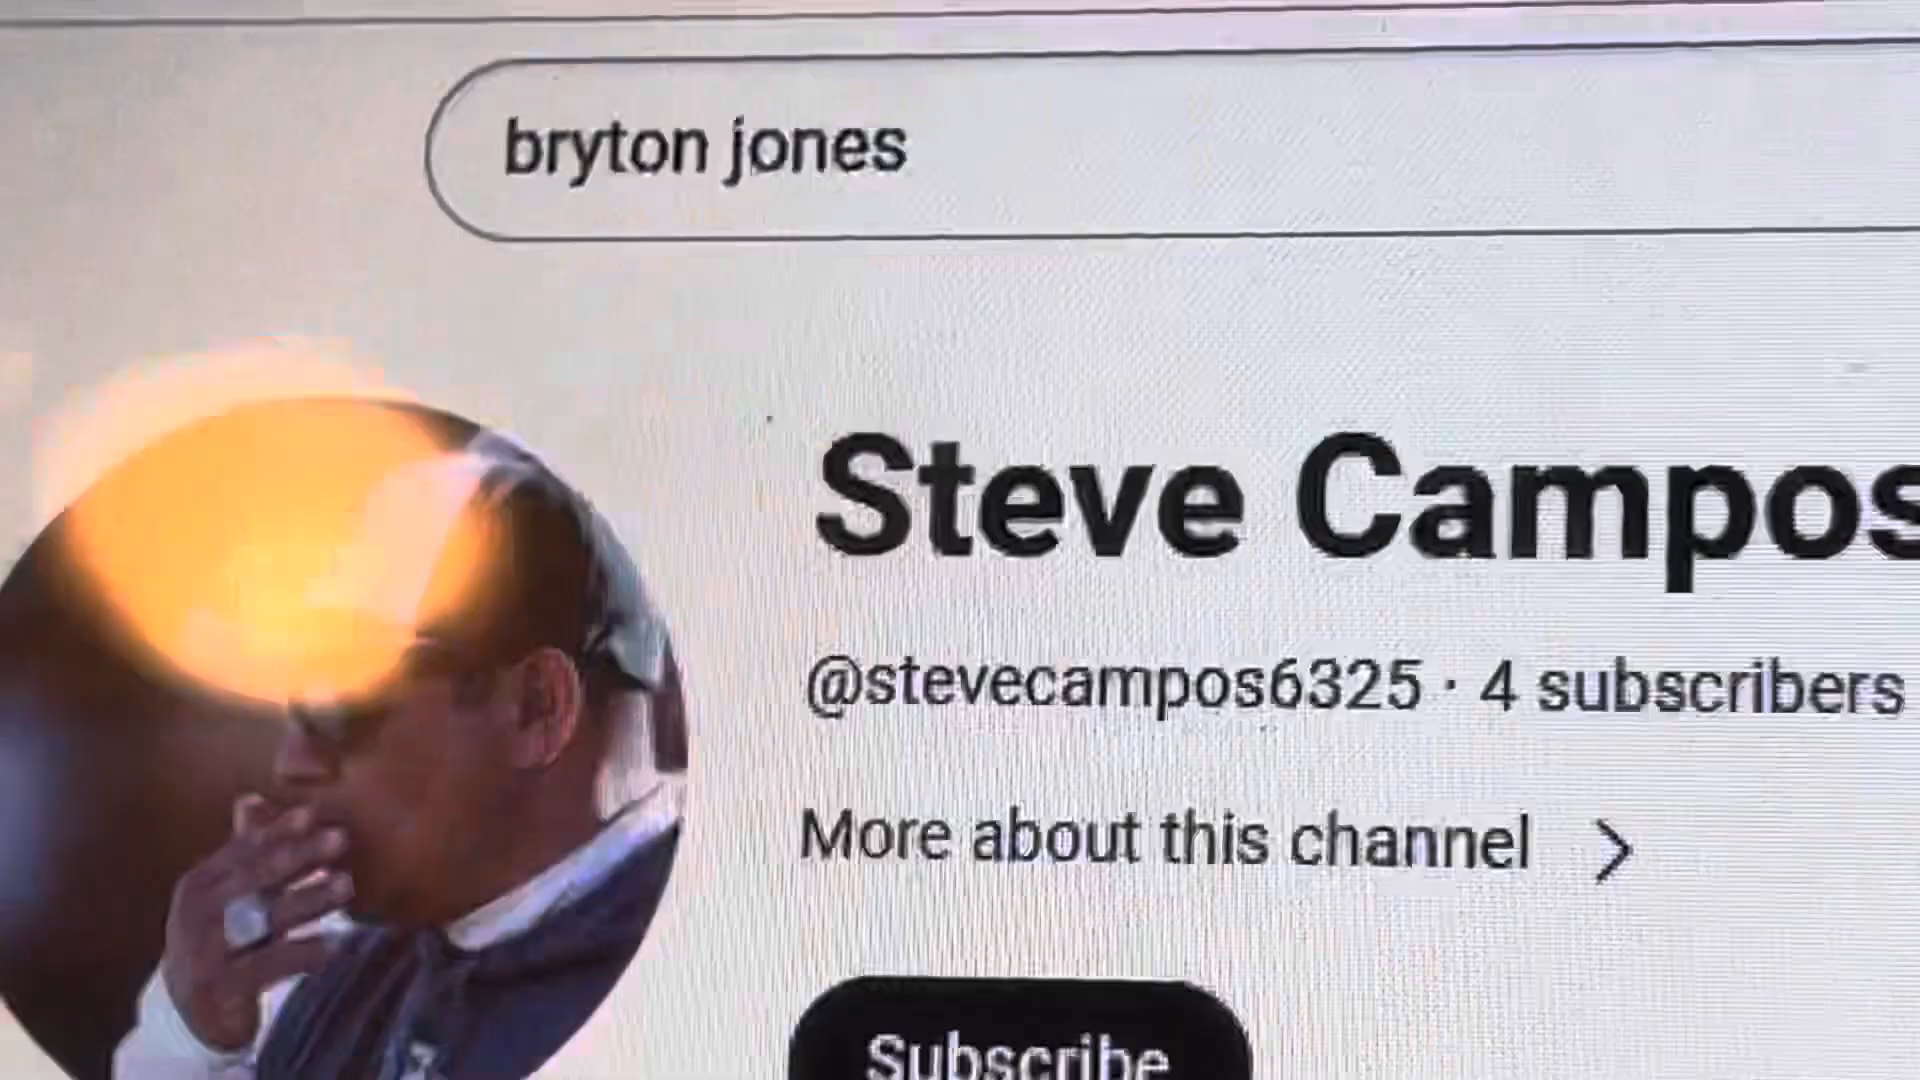 bryton jones
Steve Campos
@stevecampos6325 · 4 subscribers
More about this channel
Subscribe